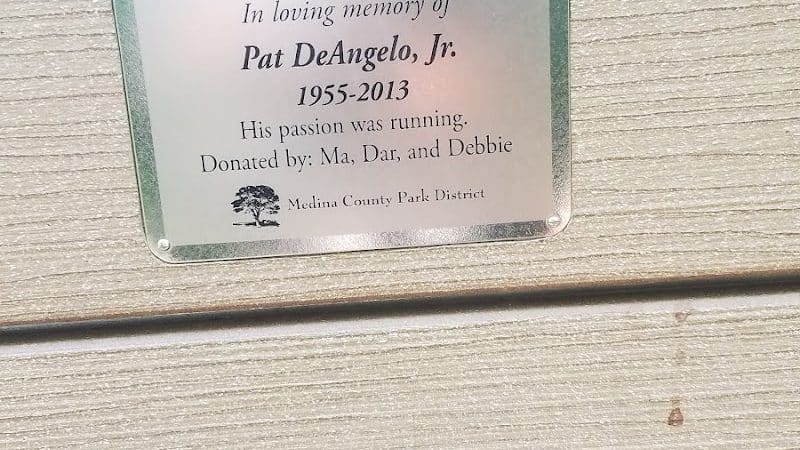 In loving memory of
Pat DeAngelo, Jr.
1955-2013
His passion was running.
Donated by: Ma, Dar, and Debbie
Medina County Park District